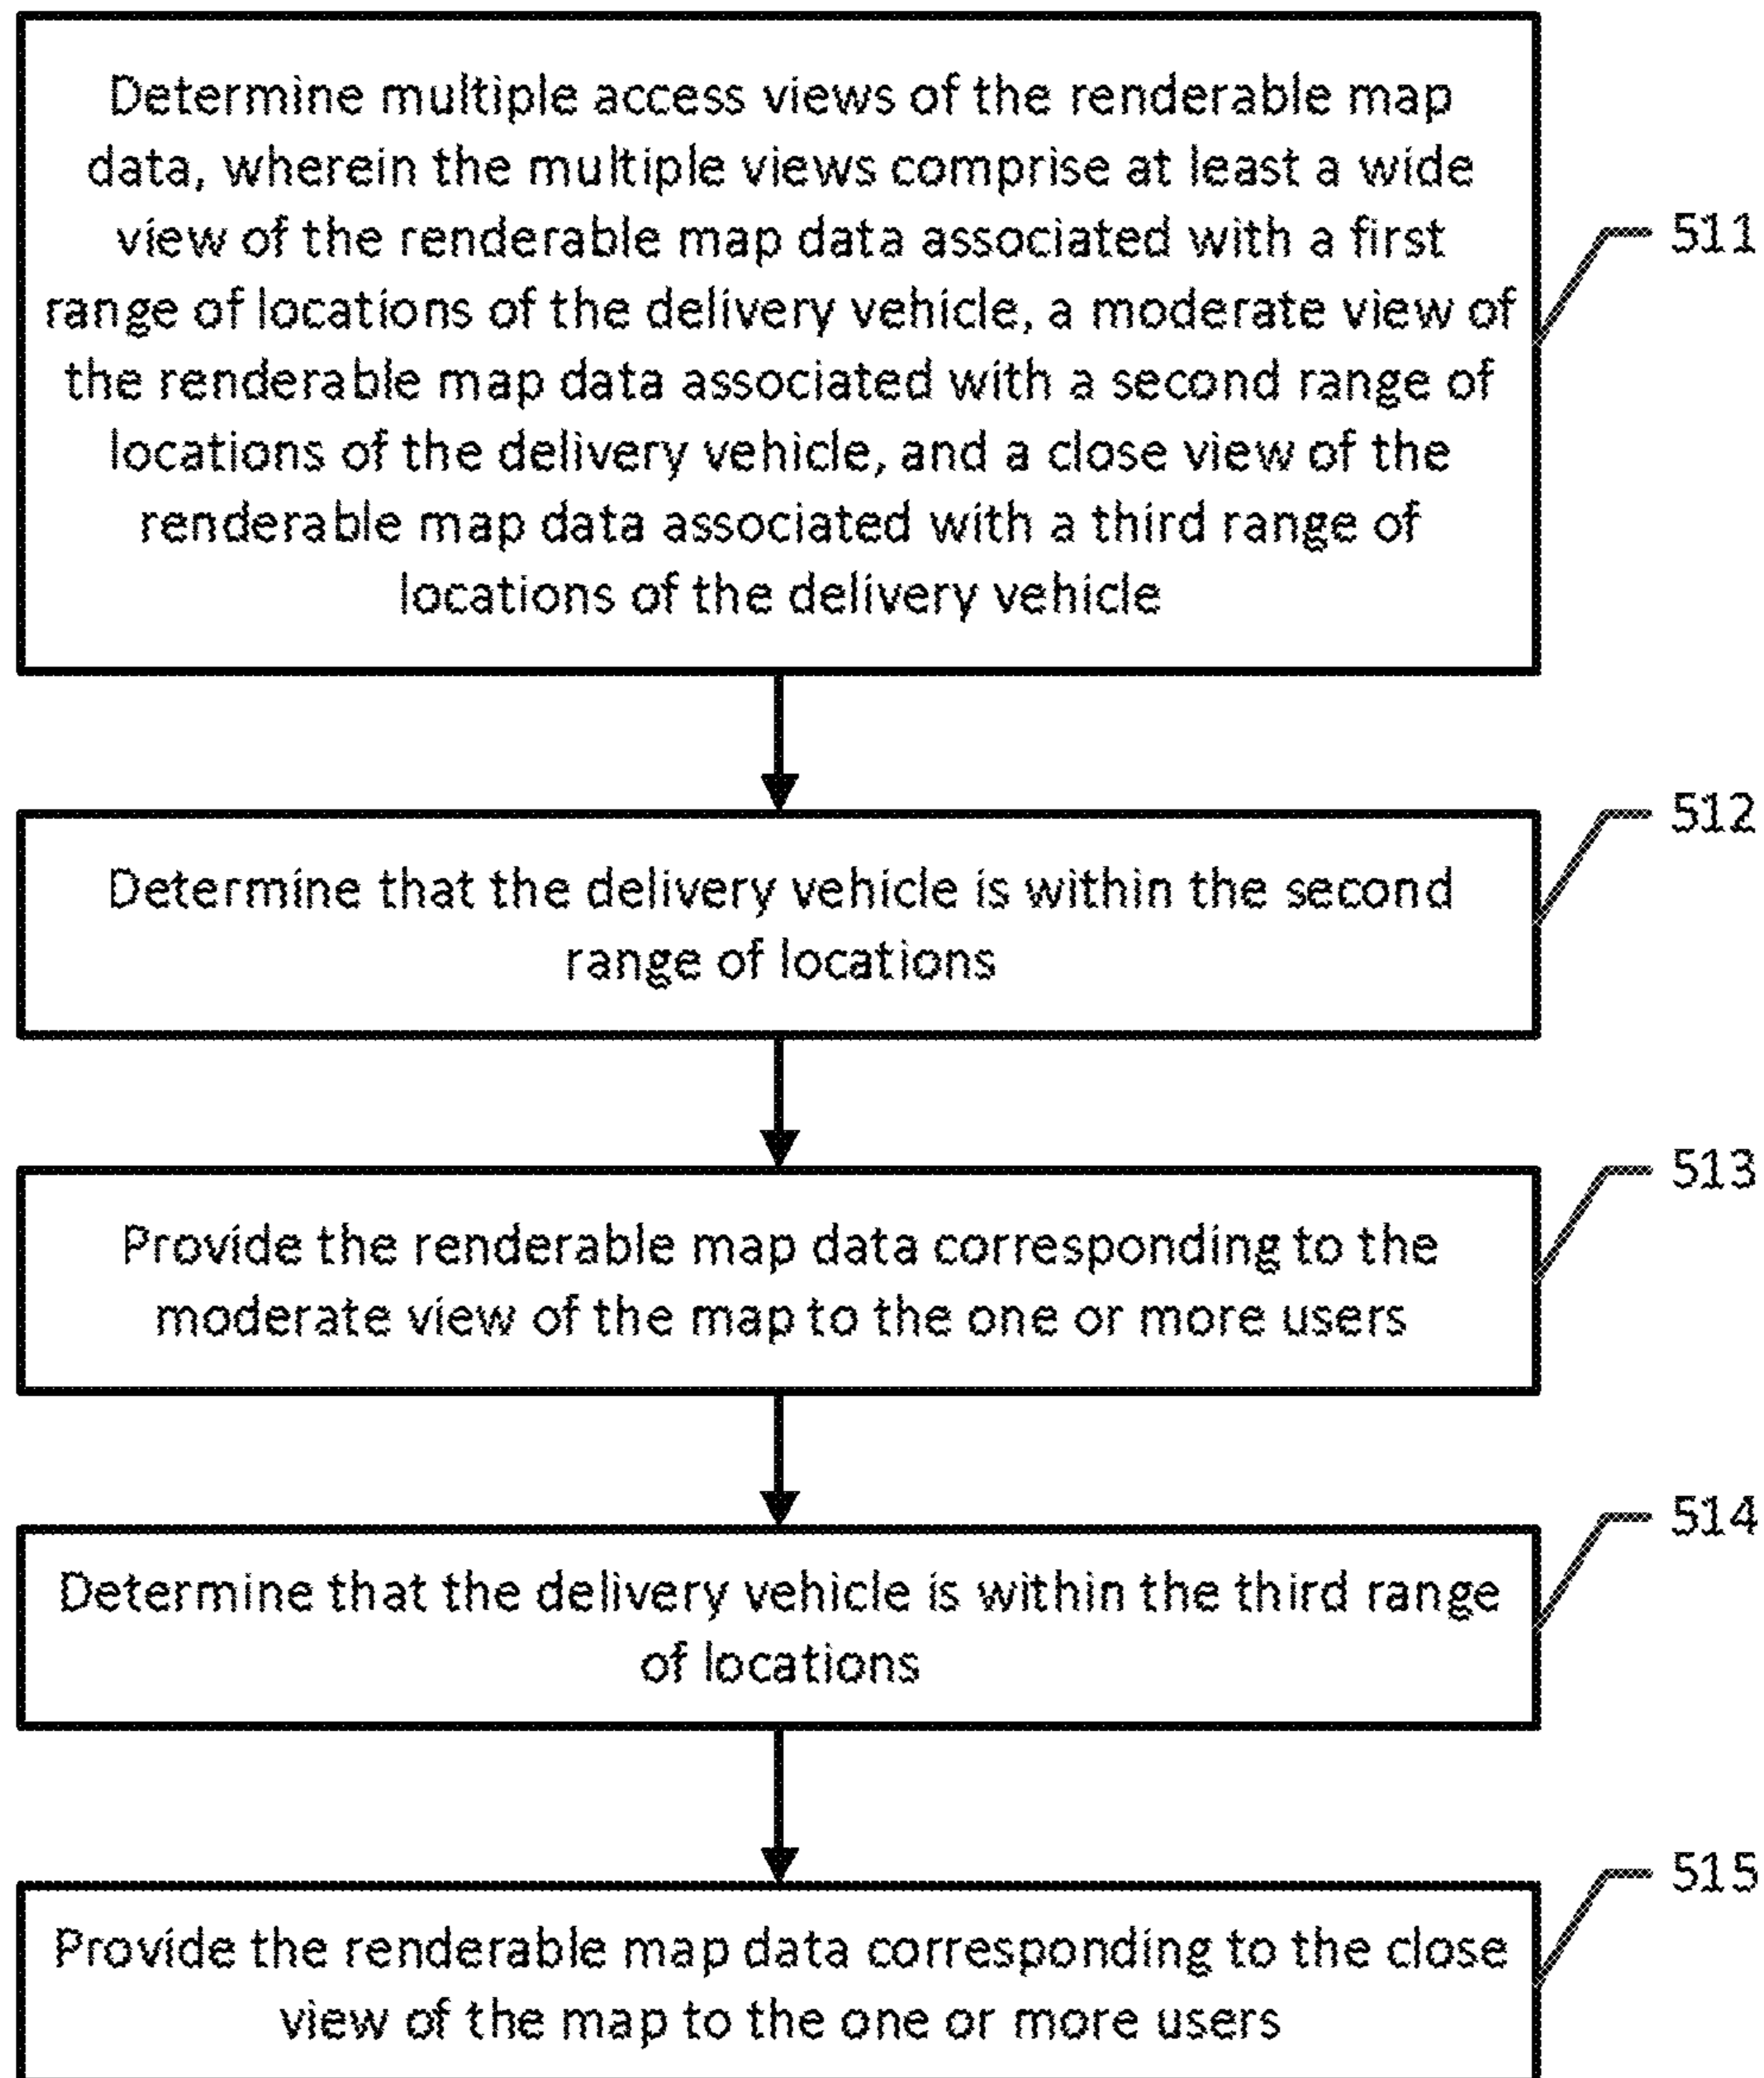 Determine multiple access views of the renderable map
data, wherein the multiple views comprise at least a wide
view of the renderable map data associated with a first
range of locations of the delivery vehicle, a moderate view of
the renderable map data associated with a second range of
locations of the delivery vehicle, and a close view of the
renderable map data associated with a third range of
locations of the delivery vehicle
511
Determine that the delivery vehicle is within the second
range of locations
512
Provide the renderable map data corresponding to the
moderate view of the map to the one or more users
513
Determine that the delivery vehicle is within the third range
of locations
514
Provide the renderable map data corresponding to the close
view of the map to the one or more users
515